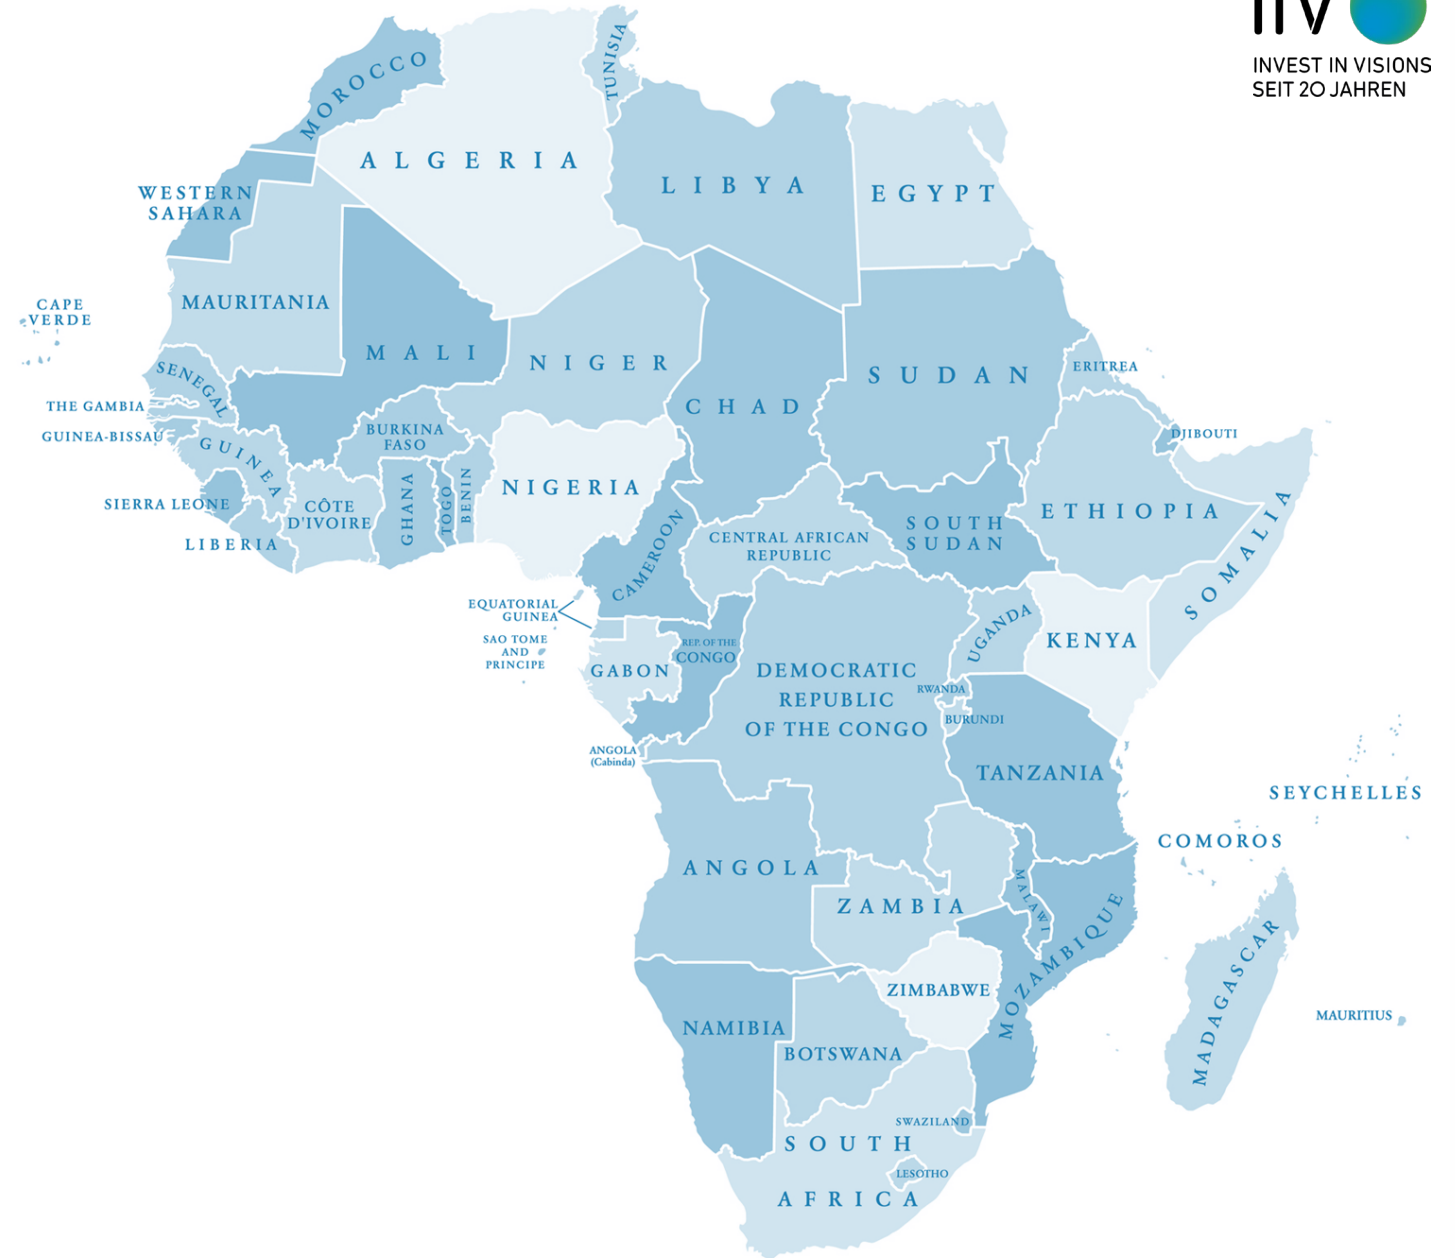 IIV
INVEST IN VISIONS
SEIT 20 JAHREN
TUNISIA
MOROCCO
ALGERIA
LIBYA
EGYPT
WESTERN
SAHARA
CAPE
VERDE
MAURITANIA
MALI
NIGER
CHAD
SUDAN
ERITREA
SENEGAL
THE GAMBIA
GUINEA-BISSAU
GUINEA
BURKINA
FASO
DJIBOUTI
SIERRA LEONE
LIBERIA
CÔTE
D'IVOIRE
GHANA
TOGO
BENIN
NIGERIA
CAMEROON
CENTRAL AFRICAN
REPUBLIC
SOUTH
SUDAN
ETHIOPIA
SOMALIA
EQUATORIAL
GUINEA
SAO TOME
AND
PRINCIPE
GABON
REP. OF THE
CONGO
DEMOCRATIC
REPUBLIC
OF THE CONGO
UGANDA
KENYA
RWANDA
BURUNDI
ANGOLA
(Cabinda)
TANZANIA
SEYCHELLES
COMOROS
ANGOLA
ZAMBIA
MALAWI
MOZAMBIQUE
MADAGASCAR
MAURITIUS
ZIMBABWE
NAMIBIA
BOTSWANA
SWAZILAND
SOUTH
LESOTHO
AFRICA